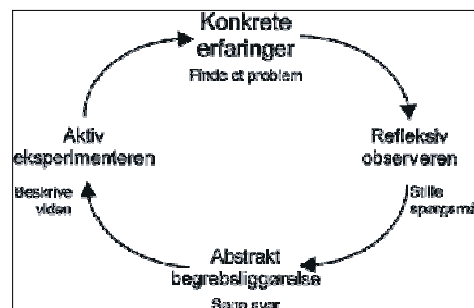 Konkrete
erfaringer
Finde et problem
Refleksiv
observeren
Stille
Abstrakt
begrebsliggørelse
Søge svar
Aktiv
eksperimenteren
Beskrive
viden